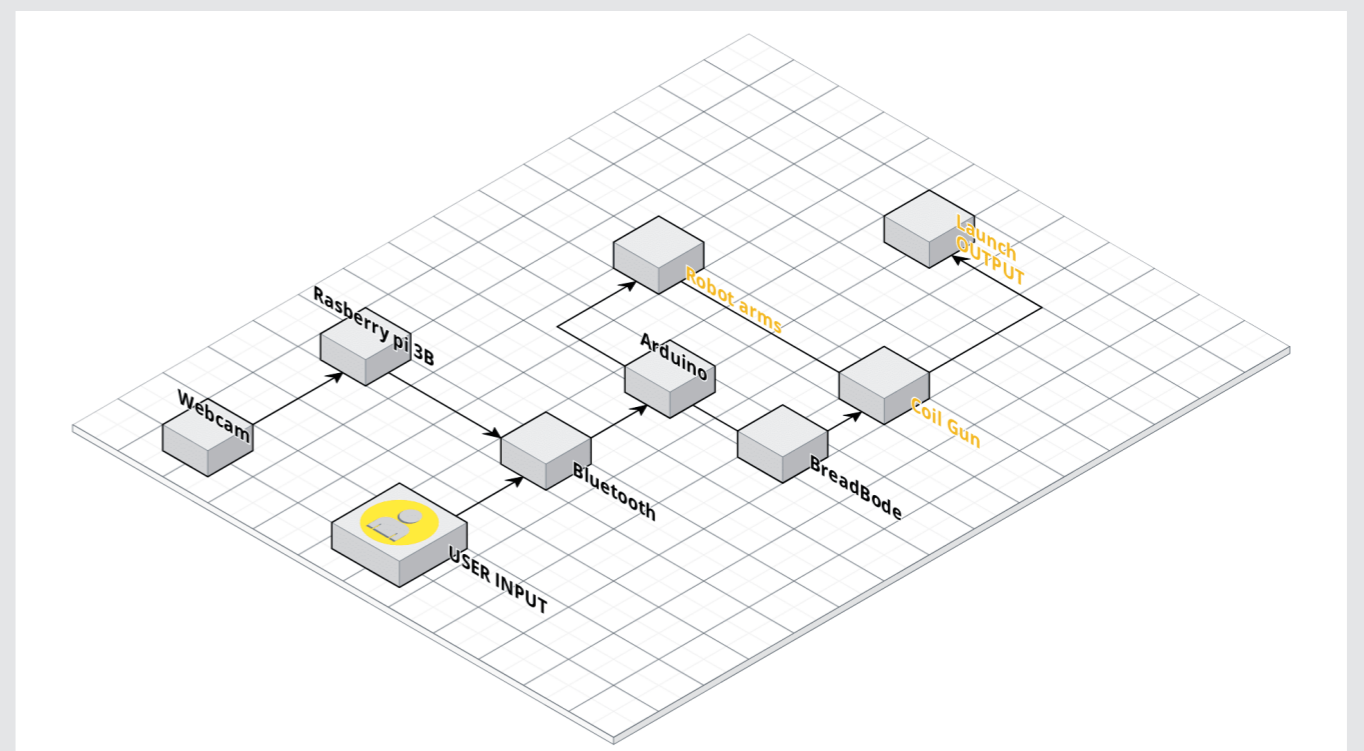 Launch
OUTPUT
Robot arms
Rasberry pi 3B
Arduino
Webcam
Coil Gun
BreadBode
Bluetooth
USER INPUT